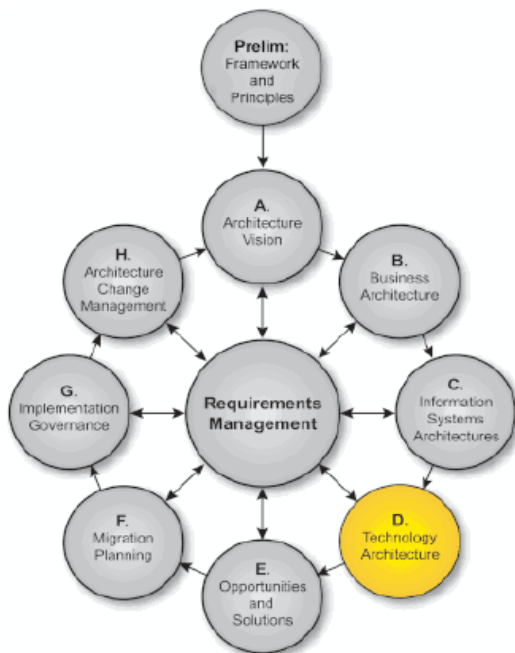 Prelim:
Framework
and
Principles
A.
Architecture
Vision
H.
Architecture
Change
Management
B.
Business
Architecture
G.
Implementation
Governance
Requirements
Management
C.
Information
Systems
Architectures
F.
Migration
Planning
D.
Technology
Architecture
E.
Opportunities
and
Solutions